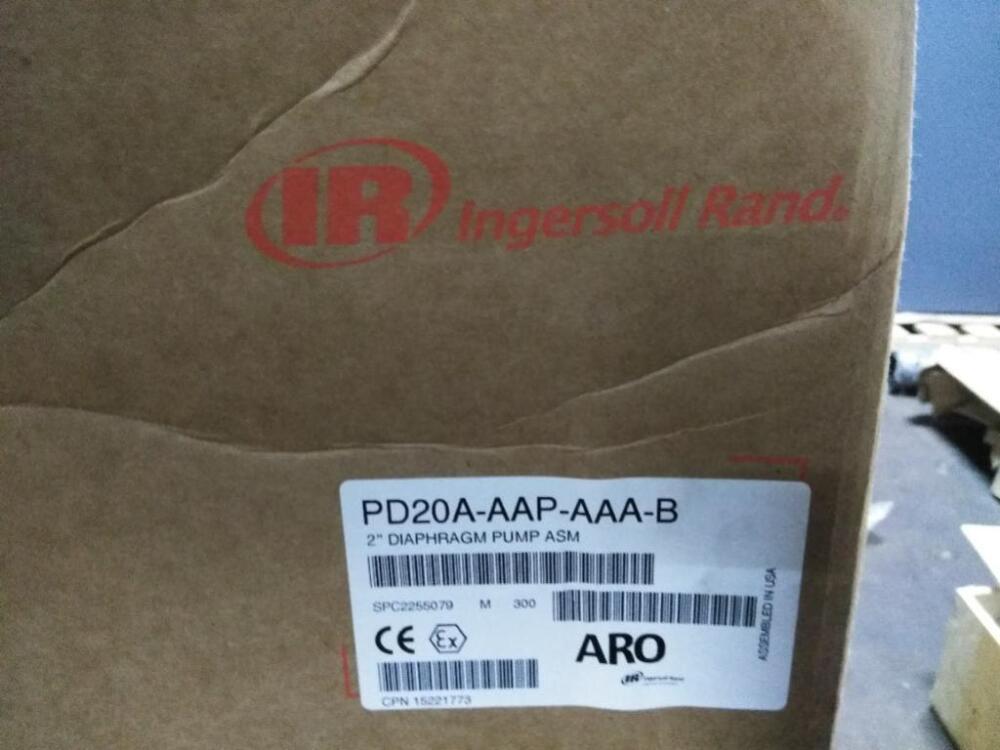 IR Ingersoll Rand®
PD20A-AAP-AAA-B
2" DIAPHRAGM PUMP ASM
SPC2255079 M 300
CE Ex
ARO
IR Ingersoll Rand
ASSEMBLED IN USA
CPN 15221773